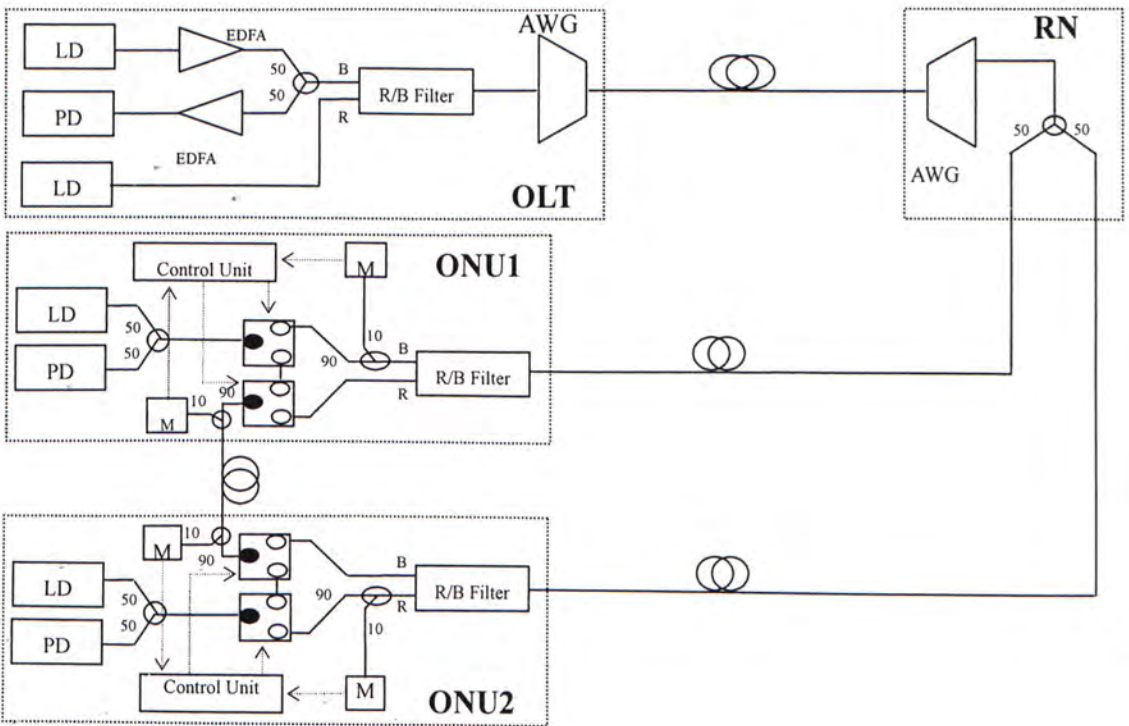 AWG
RN
LD
EDFA
50
50
B
R/B Filter
PD
R
EDFA
LD
OLT
50
50
AWG
Control Unit
M
ONU1
LD
50
50
PD
10
90
B
R
R/B Filter
M
10
90
M
10
90
LD
50
50
PD
90
B
R
R/B Filter
10
Control Unit
M
ONU2